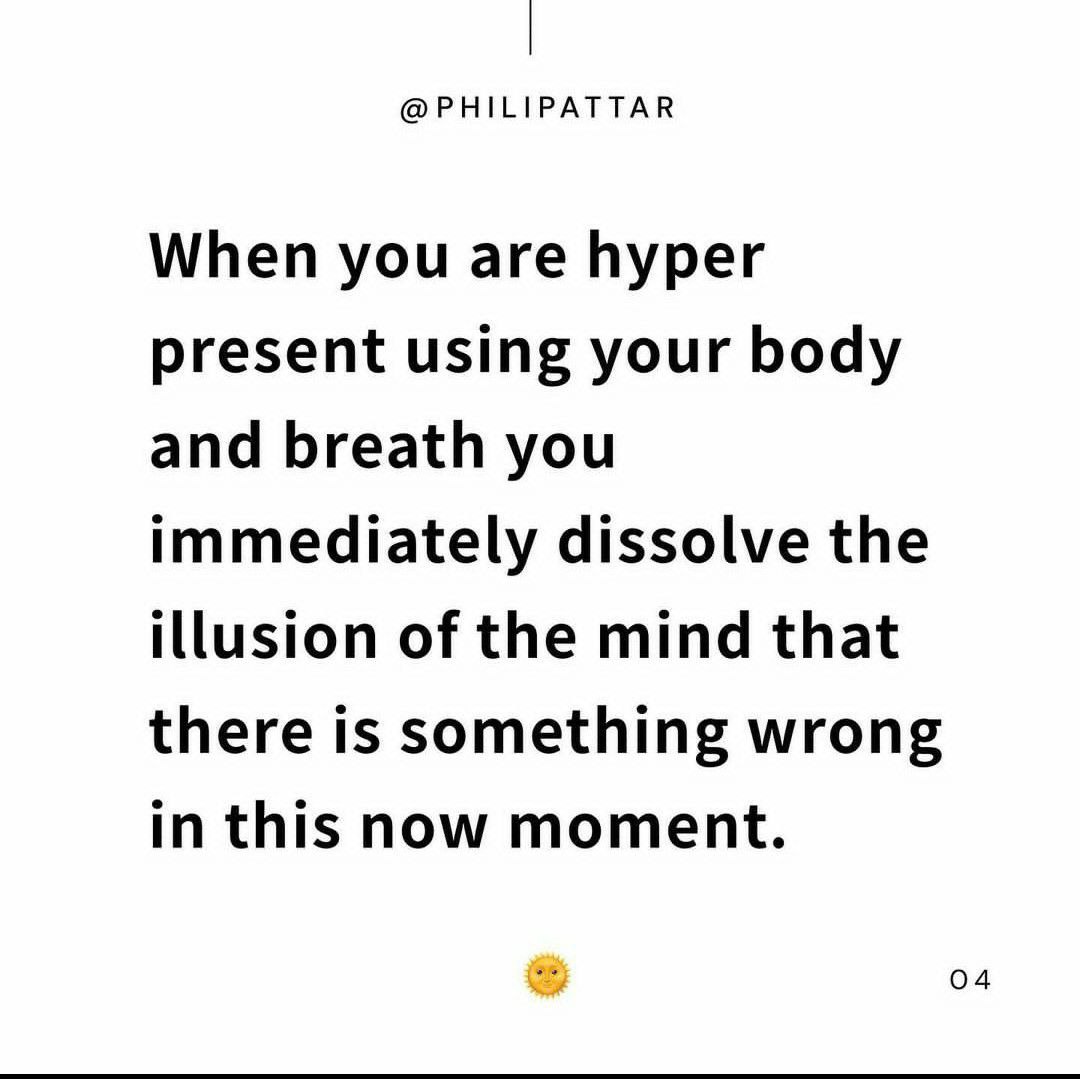 @PHILIPATTAR
When you are hyper
present using your body
and breath you
immediately dissolve the
illusion of the mind that
there is something wrong
in this now moment.
04